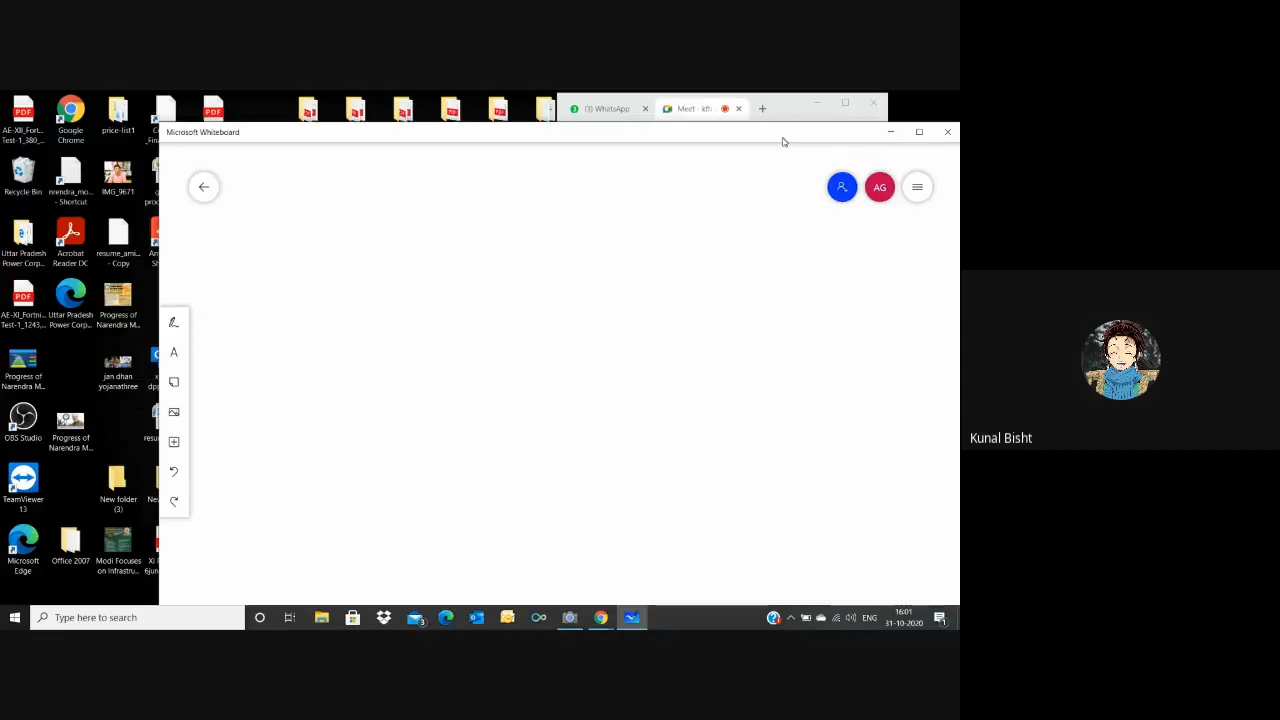 (3) WhatsApp
Meet - kfh
Microsoft Whiteboard
AG
A
AE-XII_Fort...
Test-1_380_...
Google
Chrome
price-list1
Recycle Bin
- Shortcut
IMG_9671
Uttar Pradesh
Power Corp...
Acrobat
Reader DC
resume_ami...
- Copy
AE-XI_Fortni...
Test-1_1243,...
Uttar Pradesh
Power Corp...
Progress of
Narendra M...
Progress of
Narendra M...
jan dhan
yojanathree
OBS Studio
Progress of
Narendra M...
TeamViewer
13
New folder
(3)
Microsoft
Edge
Office 2007
Modi Focuses
on Infrastru...
Type here to search
ENG
16:01
31-10-2020
Kunal Bisht